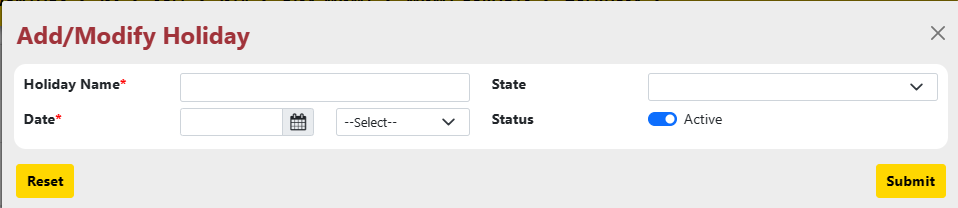 Add/Modify Holiday
Holiday Name*
State
Date*
--Select--
Status
Active
Reset
Submit